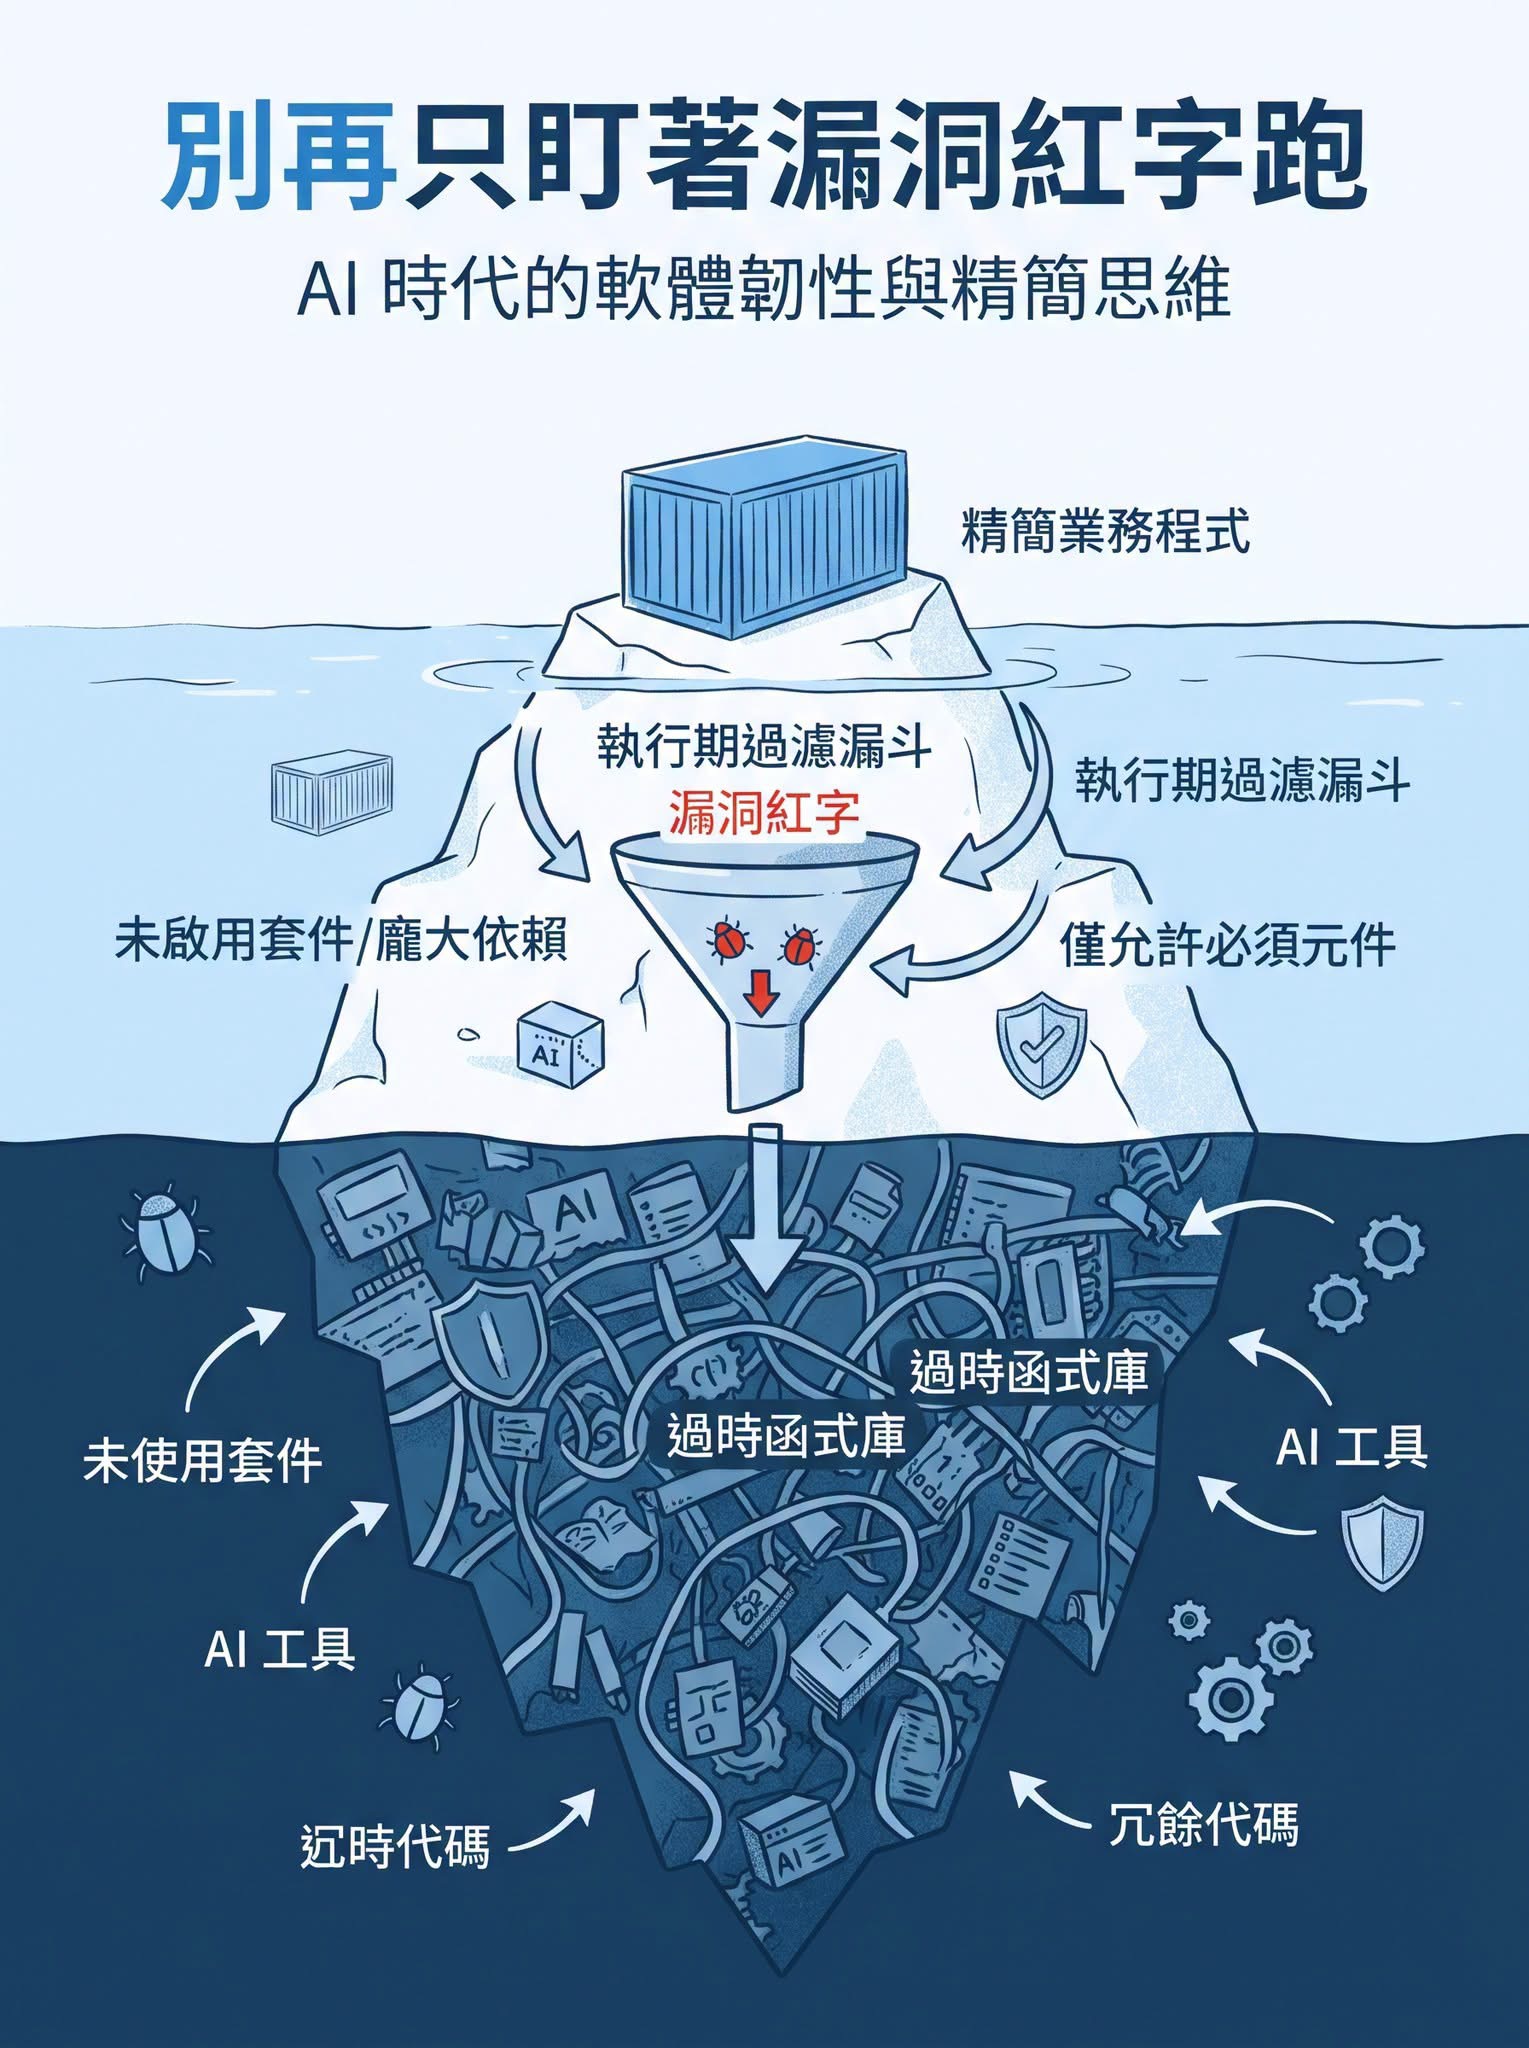 別再只盯著漏洞紅字跑
AI 時代的軟體韌性與精簡思維
精簡業務程式
執行期過濾漏斗
漏洞紅字
執行期過濾漏斗
未啟用套件/龐大依賴
僅允許必須元件
AI
AI
過時函式庫
過時函式庫
未使用套件
AI 工具
AI 工具
時代碼
冗餘代碼
AI